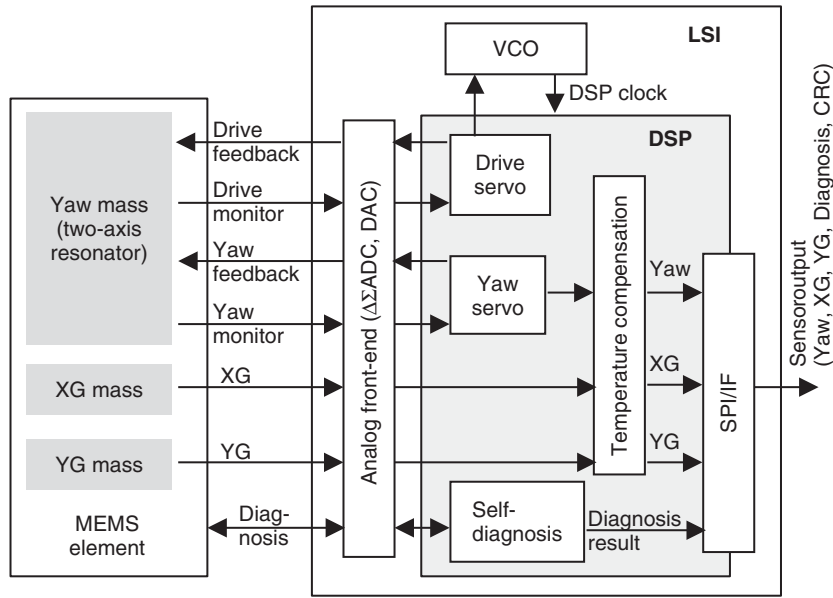 LSI
VCO
DSP clock
DSP
Drive
feedback
Drive
monitor
Yaw
feedback
Yaw
monitor
XG
YG
Diag-
nosis
Yaw mass
(two-axis
resonator)
XG mass
YG mass
MEMS
element
Analog front-end (ΔΣADC, DAC)
Drive
servo
Yaw
servo
Self-
diagnosis
Temperature compensation
Yaw
XG
YG
Diagnosis
result
SPI/IF
Sensoroutput
(Yaw, XG, YG, Diagnosis, CRC)